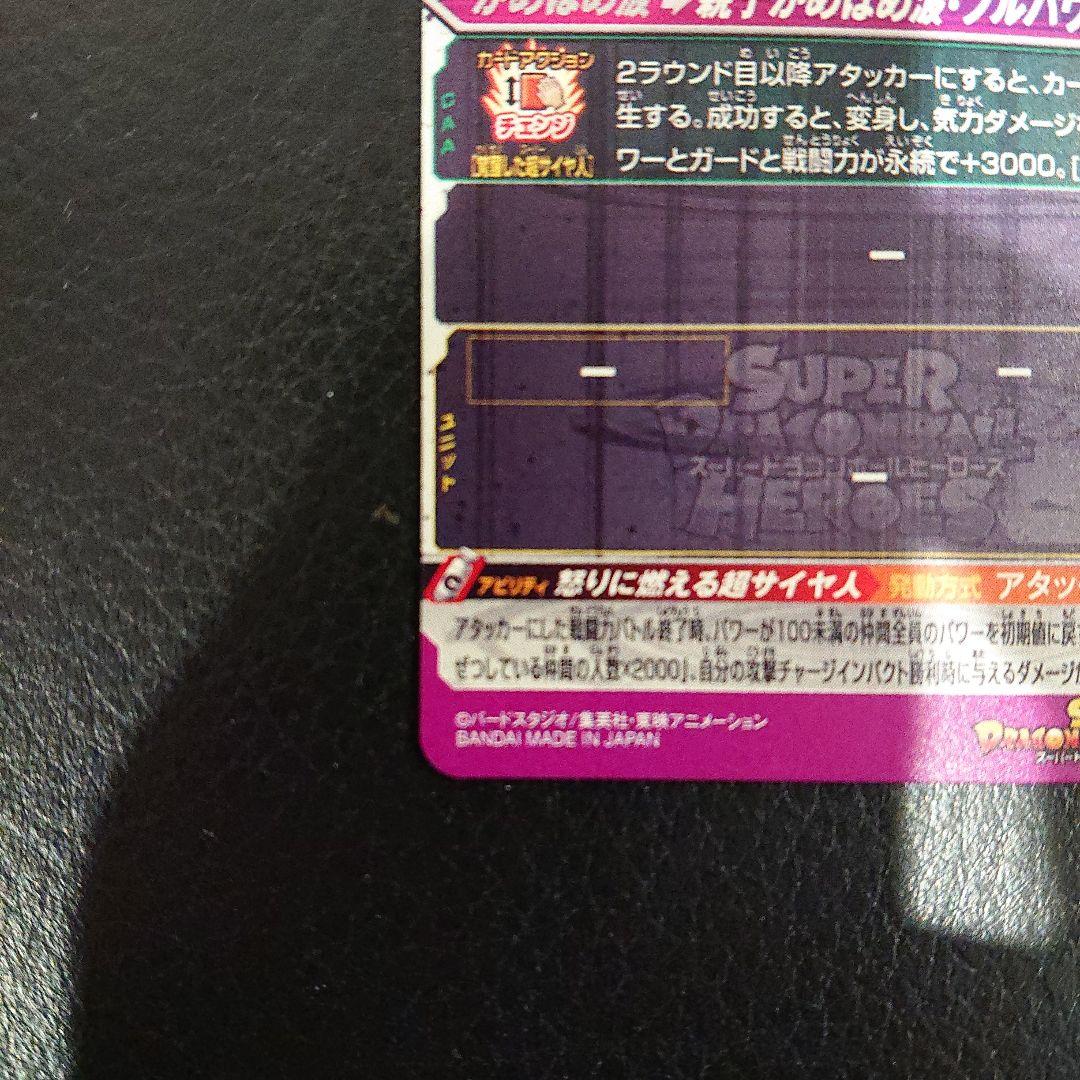 かめはめ波➡親子かめはめ波・フルパワ
カードアクション
チェンジ
[覚醒した超サイヤ人]
CAA
2ラウンド目以降アタッカーにすると、カー
生する。成功すると、変身し、気力ダメージ
ワーとガードと戦闘力が永続で+3000。[
ー
ユニット
ー
ー
ー
SUPER
DRAGON BALL
スーパードラゴンボールヒーローズ
HEROES
アビリティ 怒りに燃える超サイヤ人 発動方式 アタッ
アタッカーにした戦闘力バトル終了時、パワーが100未満の仲間全員のパワーを初期値に戻
ぜつしている仲間の人数×2000」、自分の攻撃チャージインパクト勝利時に与えるダメージが
©バードスタジオ/集英社・東映アニメーション
BANDAI MADE IN JAPAN